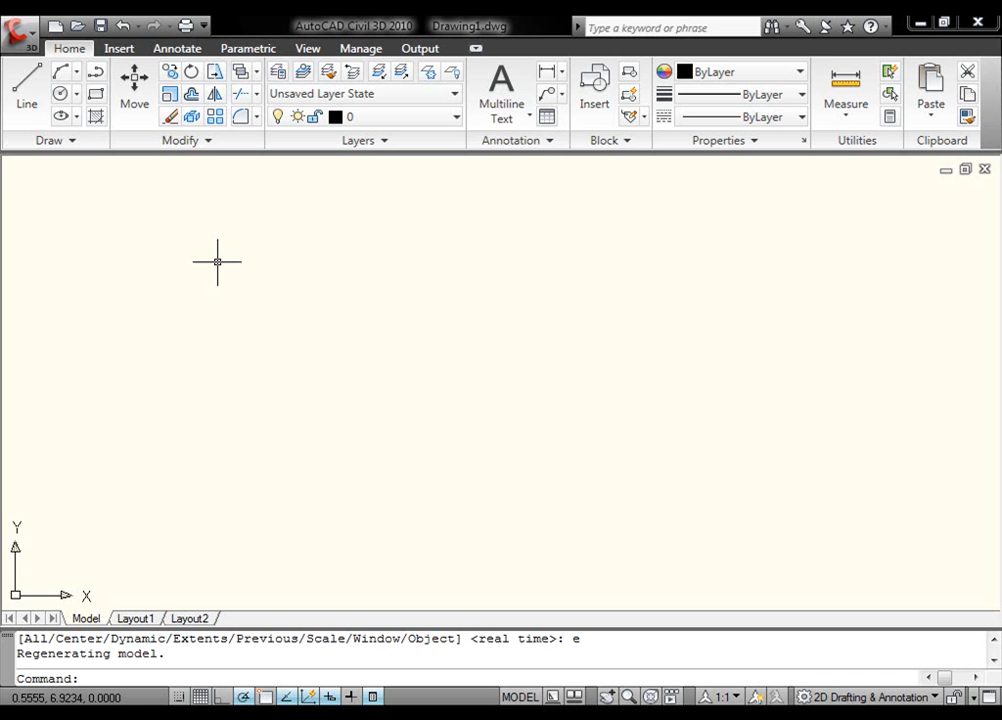 AutoCAD Civil 3D 2010 Drawing1.dwg
Type a keyword or phrase
3D
Home Insert Annotate Parametric View Manage Output
Line
Move
Unsaved Layer State
0
Multiline
Text
Insert
ByLayer
ByLayer
ByLayer
Measure
Paste
Draw Modify Layers Annotation Block Properties Utilities Clipboard
Y
X
Model Layout1 Layout2
[All/Center/Dynamic/Extents/Previous/Scale/Window/Object] <real time>: e
Regenerating model.
Command:
0.5555, 6.9234, 0.0000
MODEL
1:1
2D Drafting & Annotation